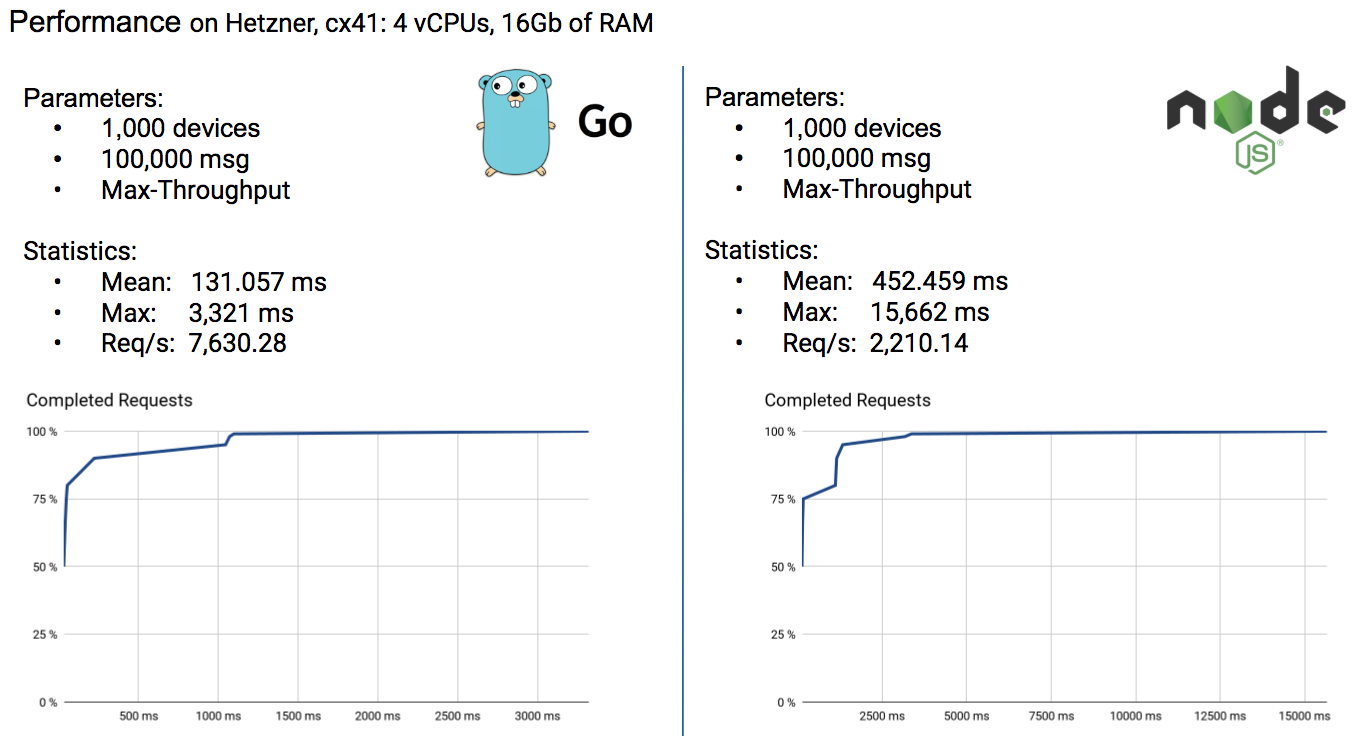 Performance on Hetzner, cx41: 4 vCPUs, 16Gb of RAM
Parameters:
• 1,000 devices
• 100,000 msg
• Max-Throughput
Go
Statistics:
• Mean: 131.057 ms
• Max: 3,321 ms
• Req/s: 7,630.28
Completed Requests
100 %
75 %
50 %
25 %
0 %
500 ms 1000 ms 1500 ms 2000 ms 2500 ms 3000 ms
Parameters:
• 1,000 devices
• 100,000 msg
• Max-Throughput
node
JS®
Statistics:
• Mean: 452.459 ms
• Max: 15,662 ms
• Req/s: 2,210.14
Completed Requests
100 %
75 %
50 %
25 %
0 %
2500 ms 5000 ms 7500 ms 10000 ms 12500 ms 15000 ms